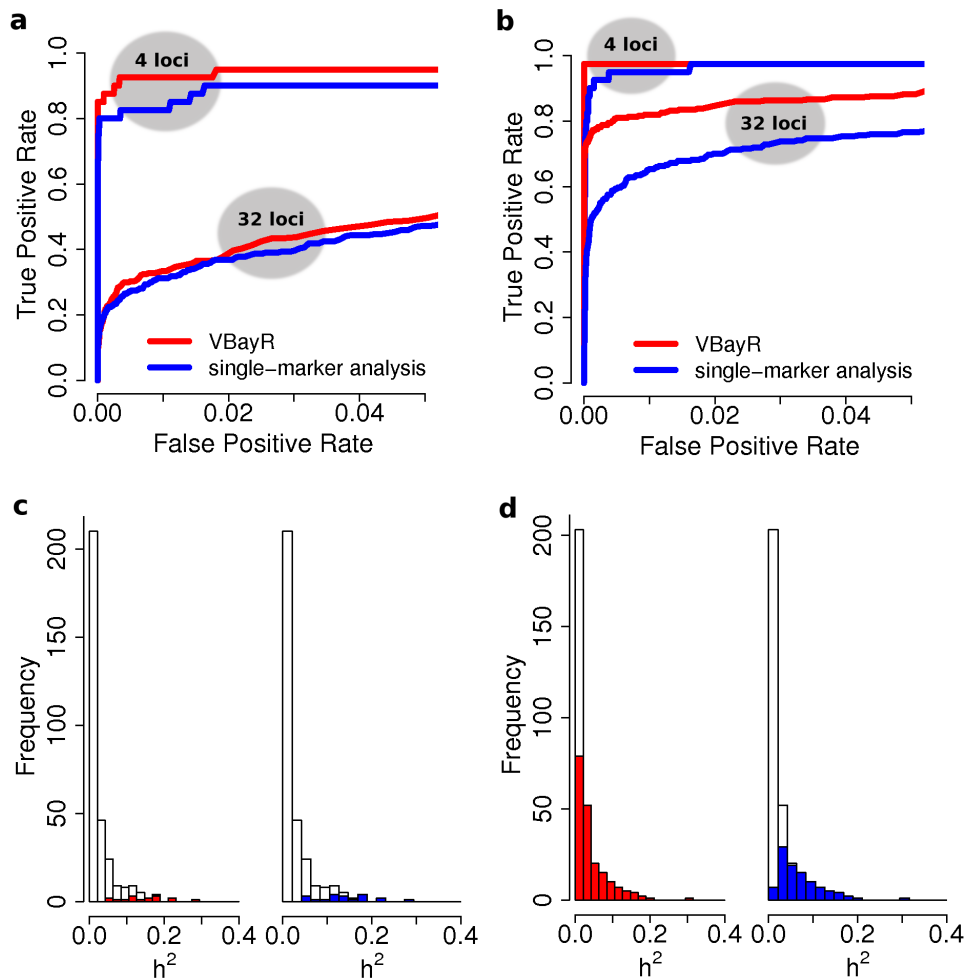 a
1.0
0.8
0.6
0.4
0.2
0.0
True Positive Rate
4 loci
32 loci
VBayR
single−marker analysis
0.00
0.02
0.04
False Positive Rate
b
1.0
0.8
0.6
0.4
0.2
0.0
True Positive Rate
4 loci
32 loci
VBayR
single−marker analysis
0.00
0.02
0.04
False Positive Rate
c
200
150
100
50
0
Frequency
0.0
0.2
0.4
h²
0.0
0.2
0.4
h²
d
200
150
100
50
0
Frequency
0.0
0.2
0.4
h²
0.0
0.2
0.4
h²